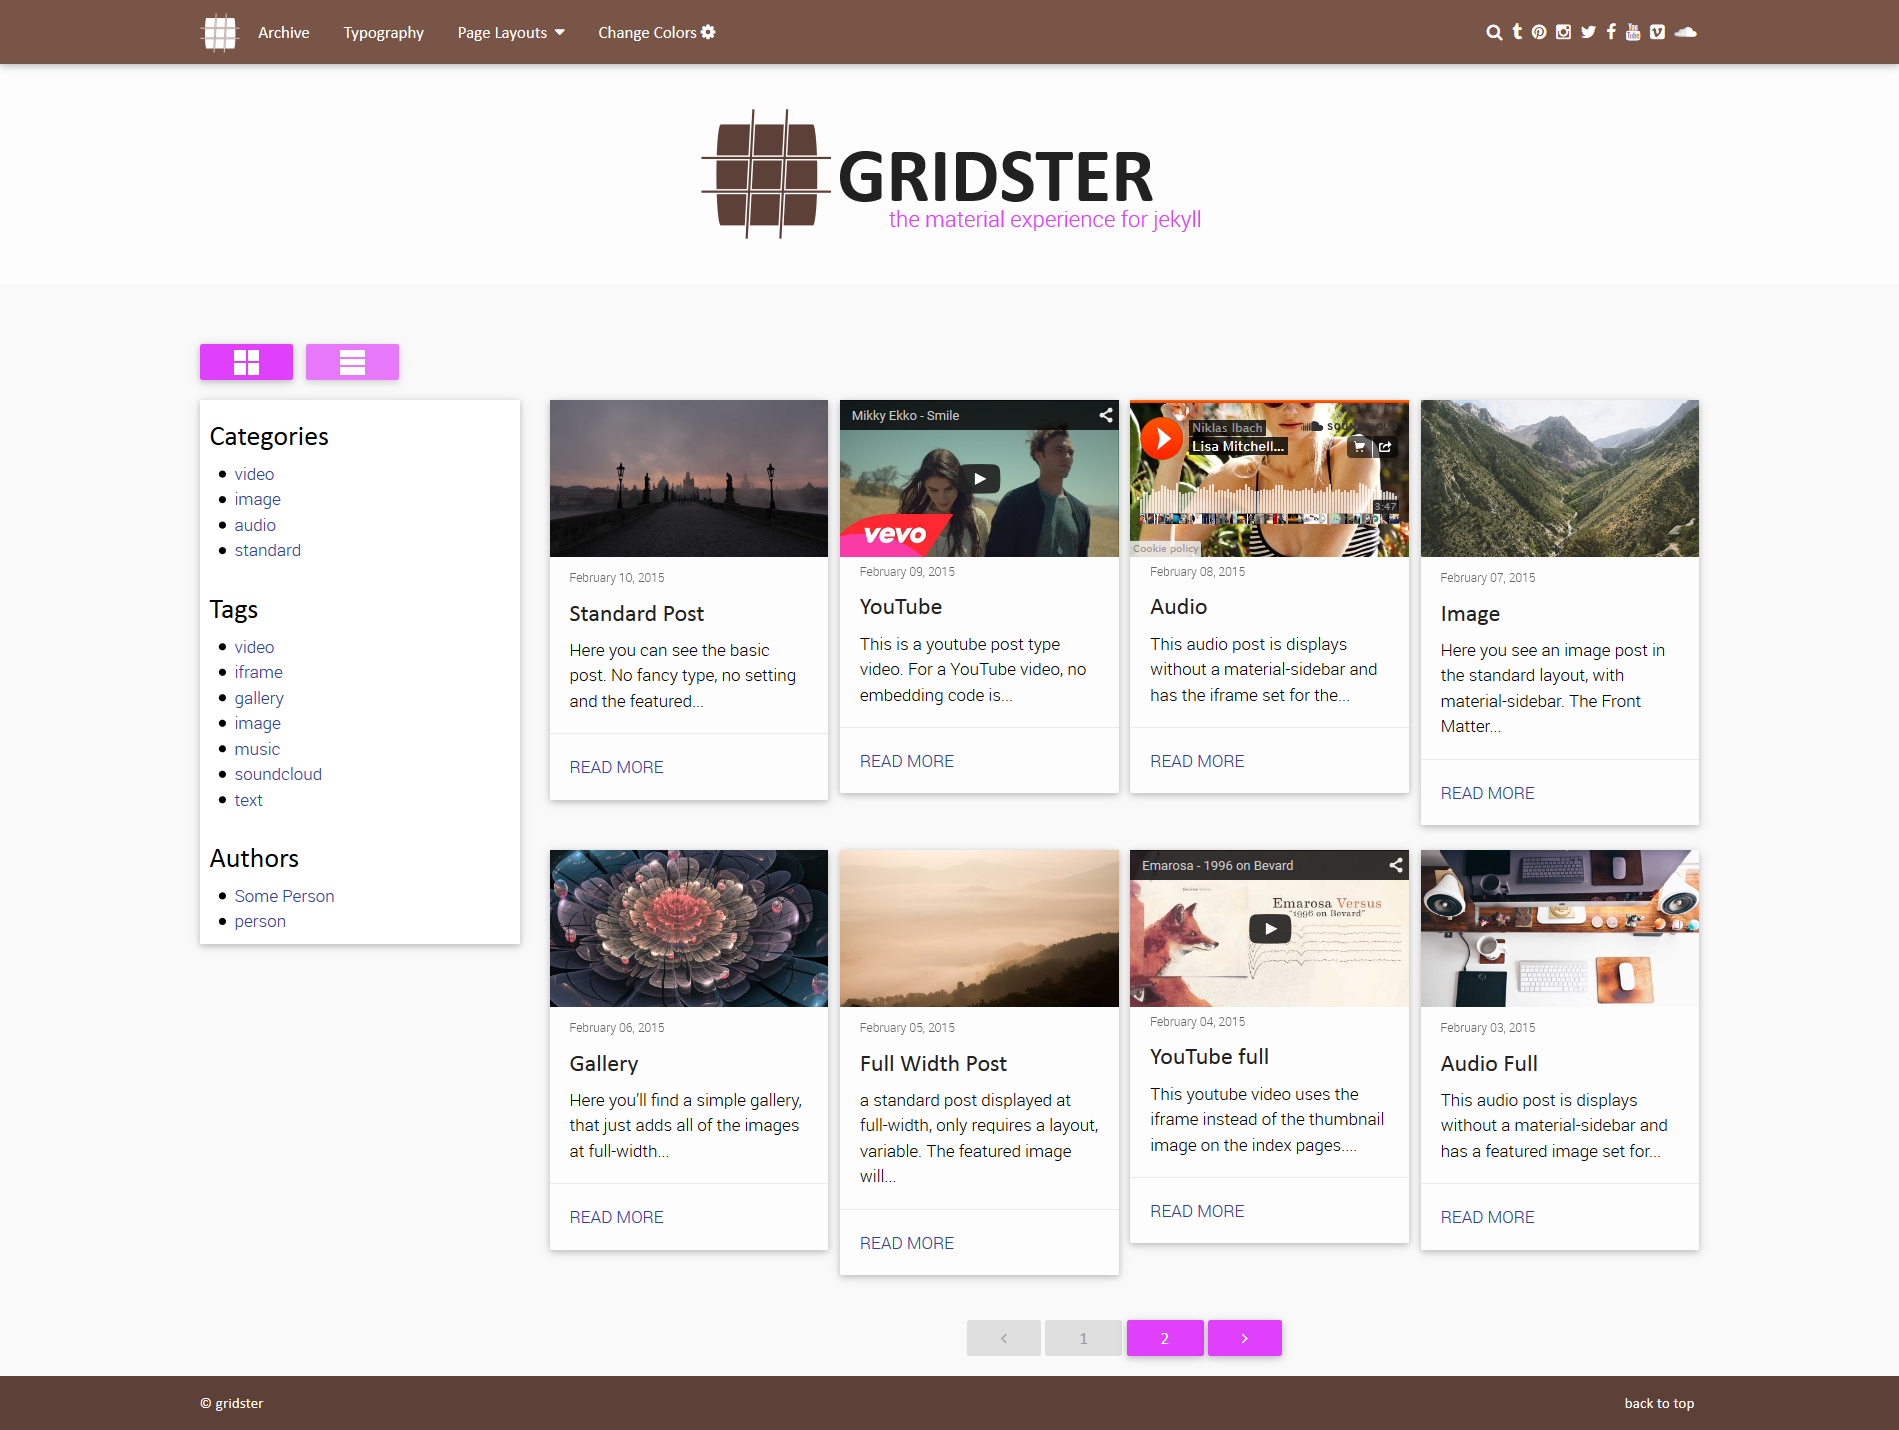 Archive Typography Page Layouts Change Colors
GRIDSTER
the material experience for jekyll
Categories
video
image
audio
standard
Tags
video
iframe
gallery
image
music
soundcloud
text
Authors
Some Person
person
February 10, 2015
Standard Post
Here you can see the basic
post. No fancy type, no setting
and the featured...
READ MORE
Mikky Ekko - Smile
vevo
February 09, 2015
YouTube
This is a youtube post type
video. For a YouTube video, no
embedding code is...
READ MORE
Niklas Ibach
Lisa Mitchell...
3:47
Cookie policy
February 08, 2015
Audio
This audio post is displays
without a material-sidebar and
has the iframe set for the...
READ MORE
February 07, 2015
Image
Here you see an image post in
the standard layout, with
material-sidebar. The Front
Matter...
READ MORE
February 06, 2015
Gallery
Here you’ll find a simple gallery,
that just adds all of the images
at full-width...
READ MORE
February 05, 2015
Full Width Post
a standard post displayed at
full-width, only requires a layout,
variable. The featured image
will...
READ MORE
Emarosa - 1996 on Bevard
Emarosa Versus
"1996 on Bevard"
February 04, 2015
YouTube full
This youtube video uses the
iframe instead of the thumbnail
image on the index pages....
READ MORE
February 03, 2015
Audio Full
This audio post is displays
without a material-sidebar and
has a featured image set for...
READ MORE
< 1 2 >
© gridster
back to top